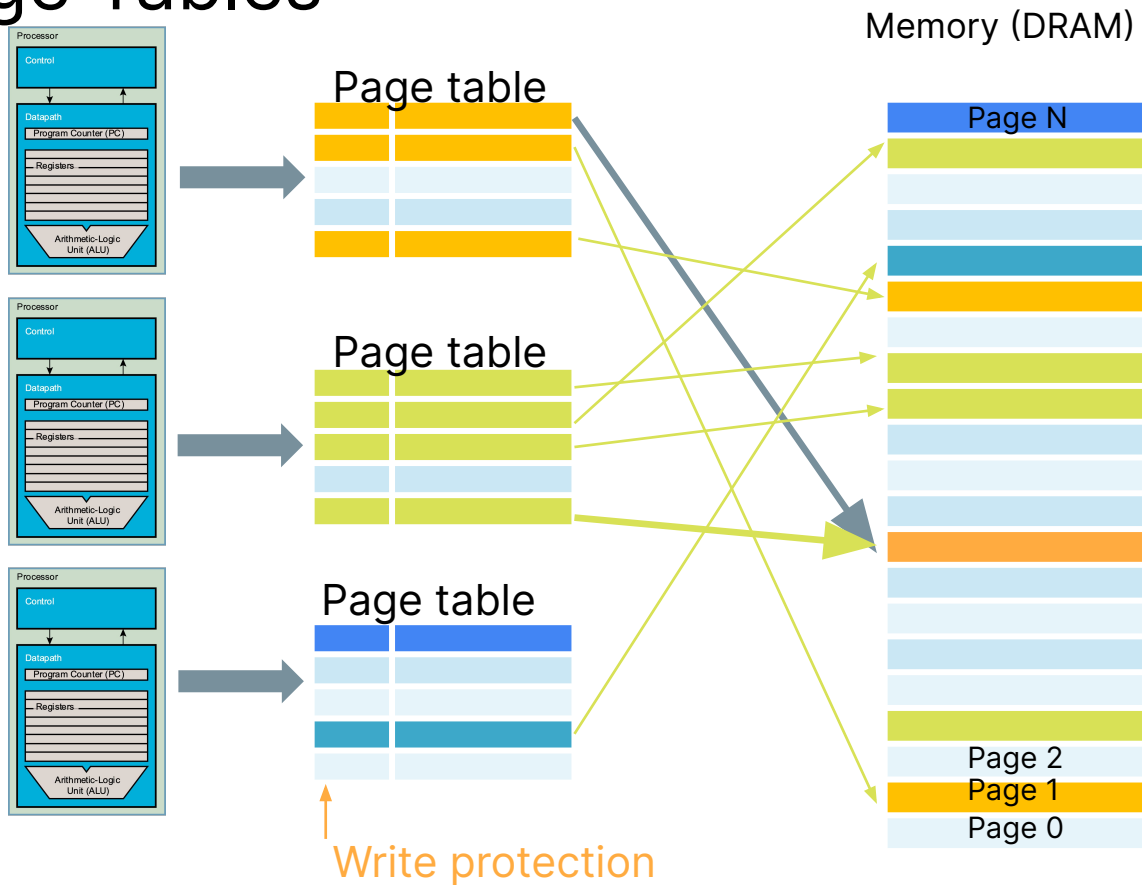 ge Tables
Memory (DRAM)
Processor
Control
Datapath
Program Counter (PC)
Registers
Arithmetic-Logic
Unit (ALU)
Page table
Page N
Processor
Control
Datapath
Program Counter (PC)
Registers
Arithmetic-Logic
Unit (ALU)
Page table
Processor
Control
Datapath
Program Counter (PC)
Registers
Arithmetic-Logic
Unit (ALU)
Page table
Page 2
Page 1
Page 0
Write protection